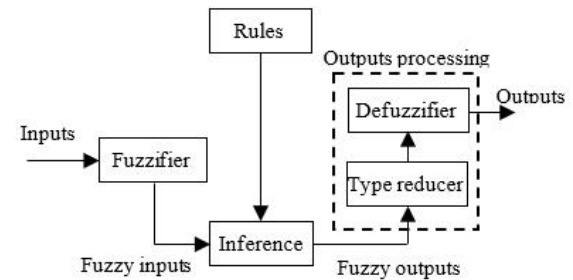 Rules
Outputs processing
Defuzzifier
Outputs
Inputs
Fuzzifier
Type reducer
Inference
Fuzzy inputs
Fuzzy outputs